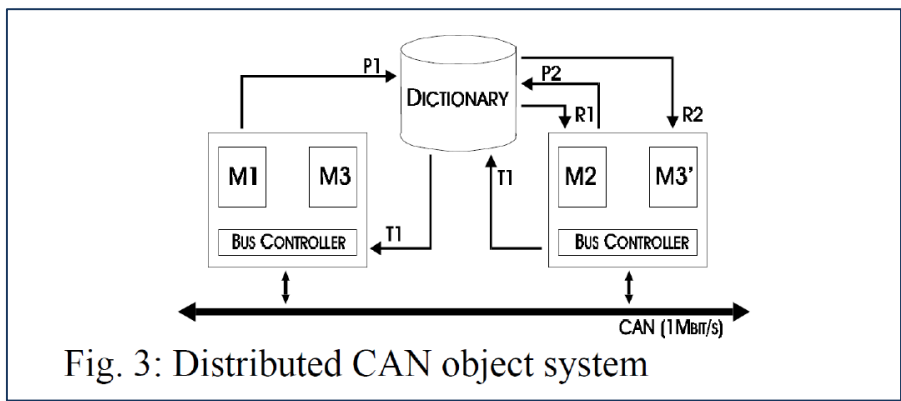 P1
DICTIONARY
P2
R1
R2
M1
M3
T1
BUS CONTROLLER
T1
M2
M3'
BUS CONTROLLER
CAN (1MBIT/S)
Fig. 3: Distributed CAN object system